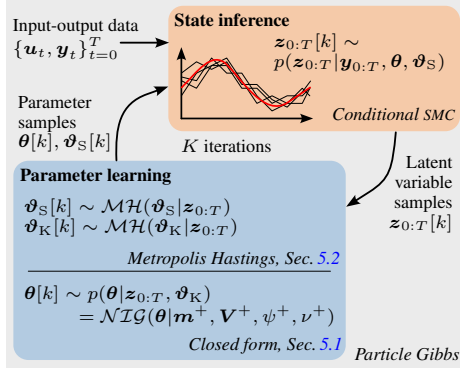 Input-output data
{u_t, y_t}_{t=0}^T
State inference
z_{0:T}[k] ∼
p(z_{0:T}|y_{0:T}, θ, ϑ_S)
Conditional SMC
Parameter
samples
θ[k], ϑ_S[k]
K iterations
Latent
variable
samples
z_{0:T}[k]
Parameter learning
ϑ_S[k] ∼ MH(ϑ_S|z_{0:T})
ϑ_K[k] ∼ MH(ϑ_K|z_{0:T})
Metropolis Hastings, Sec. 5.2
θ[k] ∼ p(θ|z_{0:T}, ϑ_K)
= NIG(θ|m^+, V^+, ψ^+, ν^+)
Closed form, Sec. 5.1
Particle Gibbs